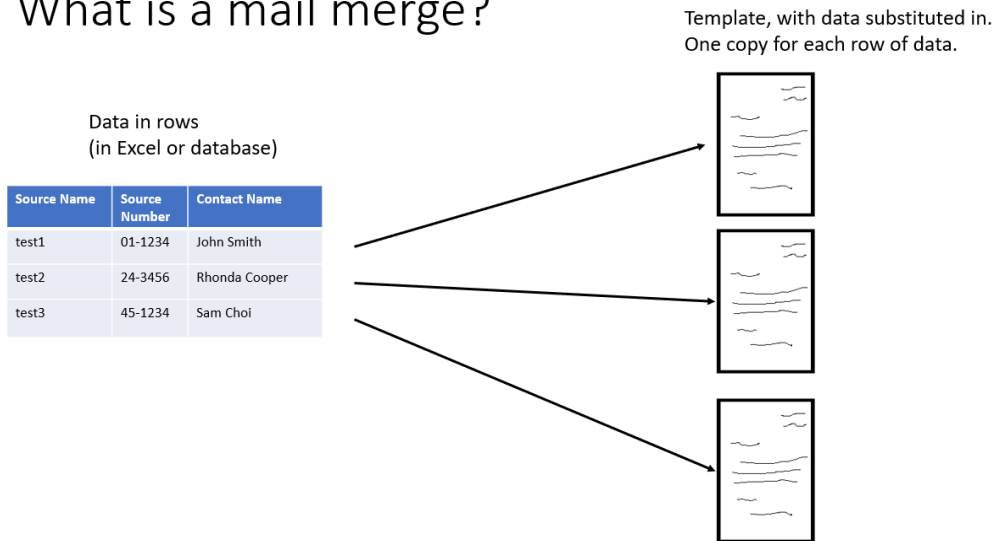 What is a mail merge?
Template, with data substituted in.
One copy for each row of data.
Data in rows
(in Excel or database)
Source Name Source Number Contact Name
test1 01-1234 John Smith
test2 24-3456 Rhonda Cooper
test3 45-1234 Sam Choi